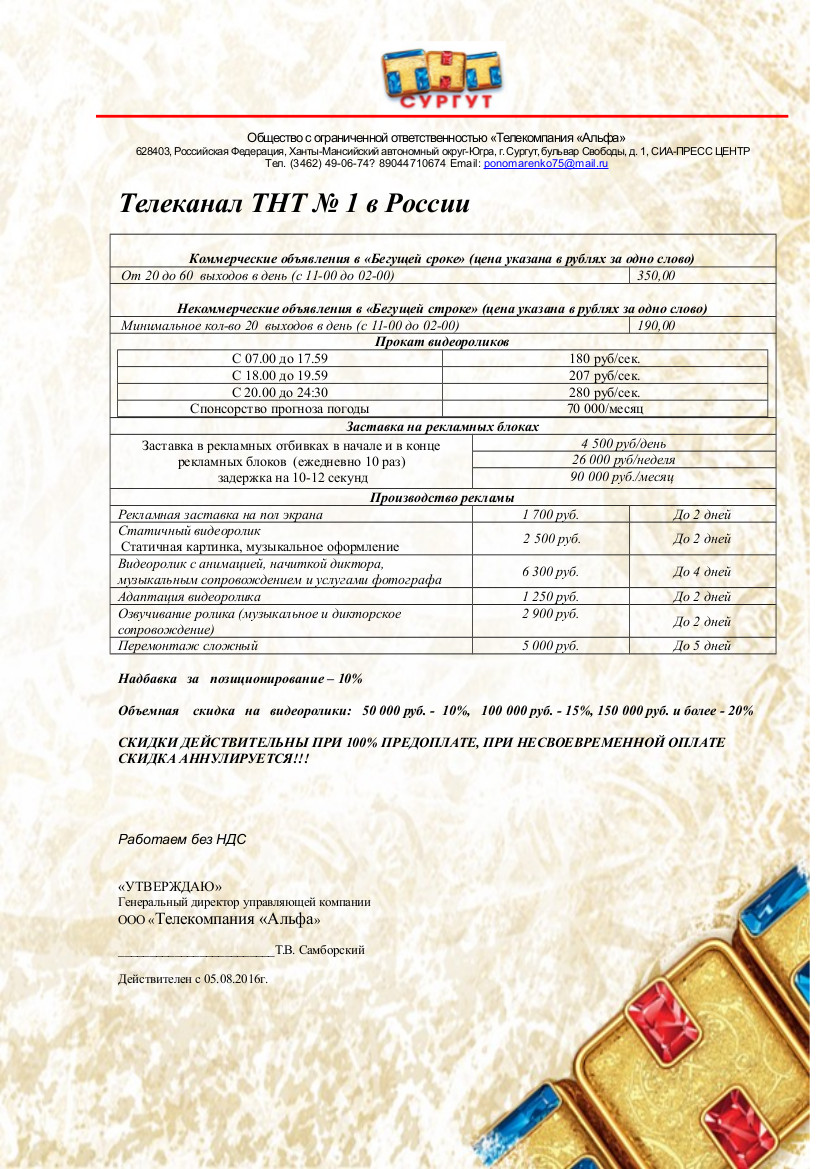 ТНТ
СУРГУТ
Общество с ограниченной ответственностью «Телекомпания «Альфа»
628403, Российская Федерация, Ханты-Мансийский автономный округ-Югра, г. Сургут, бульвар Свободы, д. 1, СИА-ПРЕСС ЦЕНТР
Тел. (3462) 49-06-74? 89044710674 Email: ponomarenko75@mail.ru
Телеканал ТНТ № 1 в России
Коммерческие объявления в «Бегущей сроке» (цена указана в рублях за одно слово)
От 20 до 60 выходов в день (с 11-00 до 02-00) 350,00
Некоммерческие объявления в «Бегущей строке» (цена указана в рублях за одно слово)
Минимальное кол-во 20 выходов в день (с 11-00 до 02-00) 190,00
Прокат видеороликов
С 07.00 до 17.59 180 руб/сек.
С 18.00 до 19.59 207 руб/сек.
С 20.00 до 24:30 280 руб/сек.
Спонсорство прогноза погоды 70 000/месяц
Заставка на рекламных блоках
Заставка в рекламных отбивках в начале и в конце
рекламных блоков (ежедневно 10 раз)
задержка на 10-12 секунд
4 500 руб/день
26 000 руб/неделя
90 000 руб./месяц
Производство рекламы
Рекламная заставка на пол экрана 1 700 руб. До 2 дней
Статичный видеоролик
Статичная картинка, музыкальное оформление
2 500 руб. До 2 дней
Видеоролик с анимацией, начиткой диктора,
музыкальным сопровождением и услугами фотографа
6 300 руб. До 4 дней
Адаптация видеоролика 1 250 руб. До 2 дней
Озвучивание ролика (музыкальное и дикторское
сопровождение)
2 900 руб. До 2 дней
Перемонтаж сложный 5 000 руб. До 5 дней
Надбавка за позиционирование – 10%
Объемная скидка на видеоролики: 50 000 руб. - 10%, 100 000 руб. - 15%, 150 000 руб. и более - 20%
СКИДКИ ДЕЙСТВИТЕЛЬНЫ ПРИ 100% ПРЕДОПЛАТЕ, ПРИ НЕСВОЕВРЕМЕННОЙ ОПЛАТЕ
СКИДКА АННУЛИРУЕТСЯ!!!
Работаем без НДС
«УТВЕРЖДАЮ»
Генеральный директор управляющей компании
ООО «Телекомпания «Альфа»
_________________________Т.В. Самборский
Действителен с 05.08.2016г.